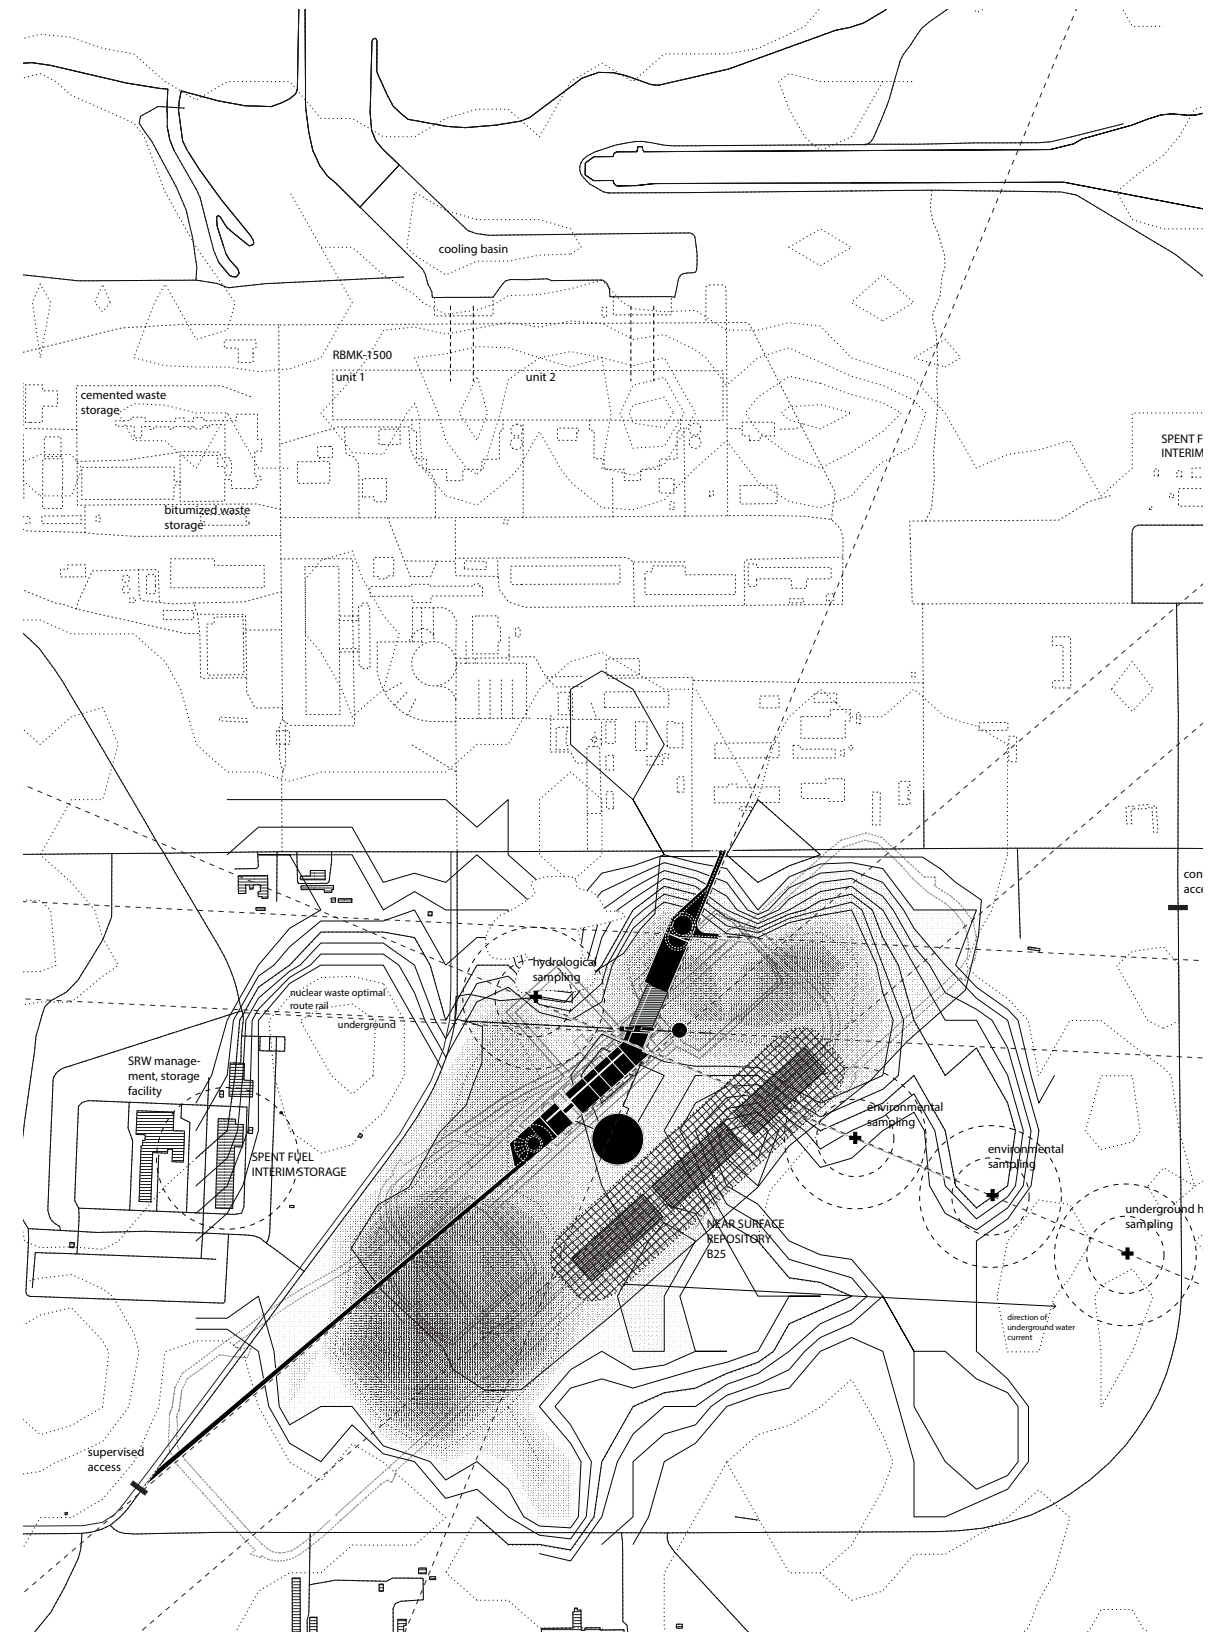 cooling basin
RBMK-1500
unit 1
unit 2
cemented waste
storage
SPENT F
INTERIM
bitumized waste
storage
con
acce
hydrological
sampling
nuclear waste optimal
route rail
underground
SRW manage-
ment, storage
facility
environmental
sampling
SPENT FUEL
INTERIM STORAGE
environmental
sampling
underground h
sampling
NEAR SURFACE
REPOSITORY
B25
direction of
underground water
current
supervised
access